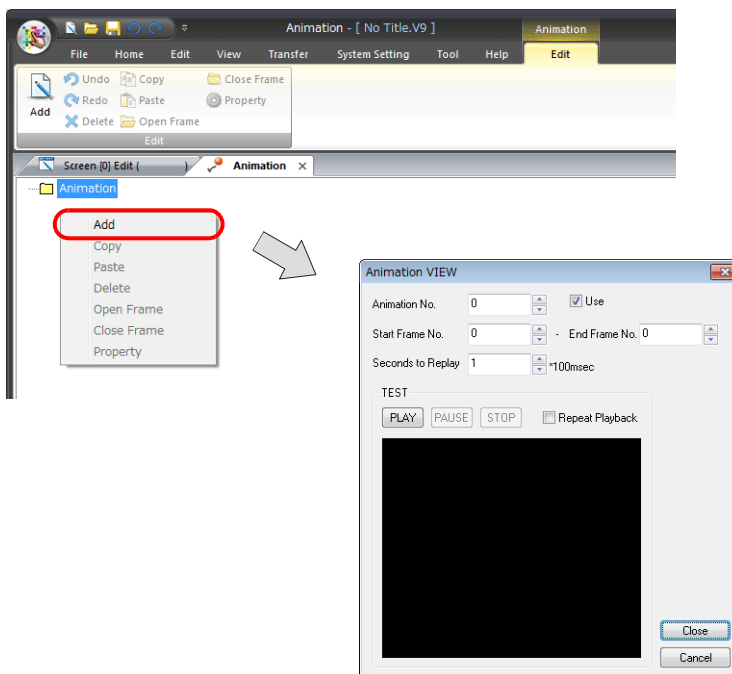 Animation - [ No Title.V9 ]
Animation
File Home Edit View Transfer System Setting Tool Help Edit
Add
Undo Copy Close Frame
Redo Paste Property
Delete Open Frame
Edit
Screen [0] Edit ( ) Animation ×
Animation
Add
Copy
Paste
Delete
Open Frame
Close Frame
Property
Animation VIEW
Animation No. 0 Use
Start Frame No. 0 - End Frame No. 0
Seconds to Replay 1 *100msec
TEST
PLAY PAUSE STOP Repeat Playback
Close
Cancel